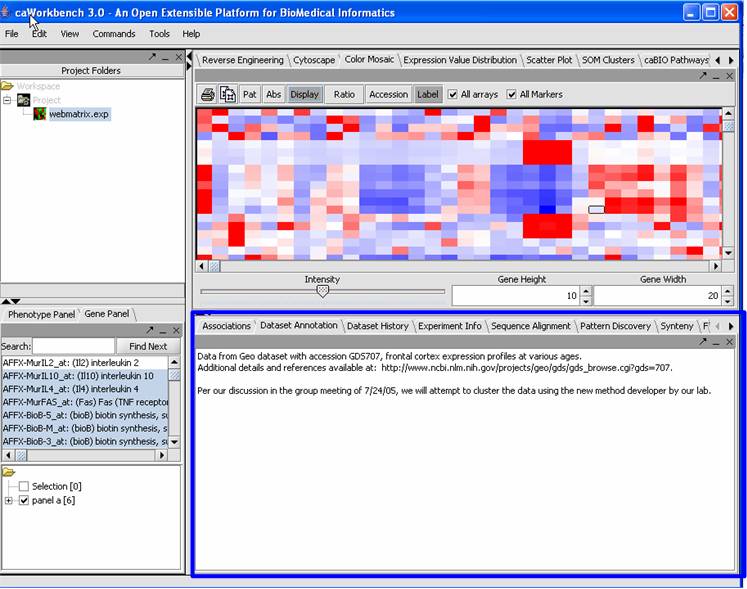 caWorkbench 3.0 - An Open Extensible Platform for BioMedical Informatics
File Edit View Commands Tools Help
Project Folders
Workspace
Project
webmatrix.exp
Reverse Engineering Cytoscape Color Mosaic Expression Value Distribution Scatter Plot SOM Clusters caBIO Pathways
Pat Abs Display Ratio Accession Label All arrays All Markers
Intensity Gene Height Gene Width
10 20
Phenotype Panel Gene Panel
Search: Find Next
AFFX-MurIL2_at: (Il2) interleukin 2
AFFX-MurIL10_at: (Il10) interleukin 10
AFFX-MurIL4_at: (Il4) interleukin 4
AFFX-MurFAS_at: (Fas) Fas (TNF receptor
AFFX-BioB-5_at: (bioB) biotin synthesis, su
AFFX-BioB-M_at: (bioB) biotin synthesis, s
AFFX-BioB-3_at: (bioB) biotin synthesis, su
Selection [0]
panel a [6]
Associations Dataset Annotation Dataset History Experiment Info Sequence Alignment Pattern Discovery Synteny
Data from Geo dataset with accession GDS707, frontal cortex expression profiles at various ages.
Additional details and references available at: http://www.ncbi.nlm.nih.gov/projects/geo/gds/gds_browse.cgi?gds=707.
Per our discussion in the group meeting of 7/24/05, we will attempt to cluster the data using the new method developer by our lab.